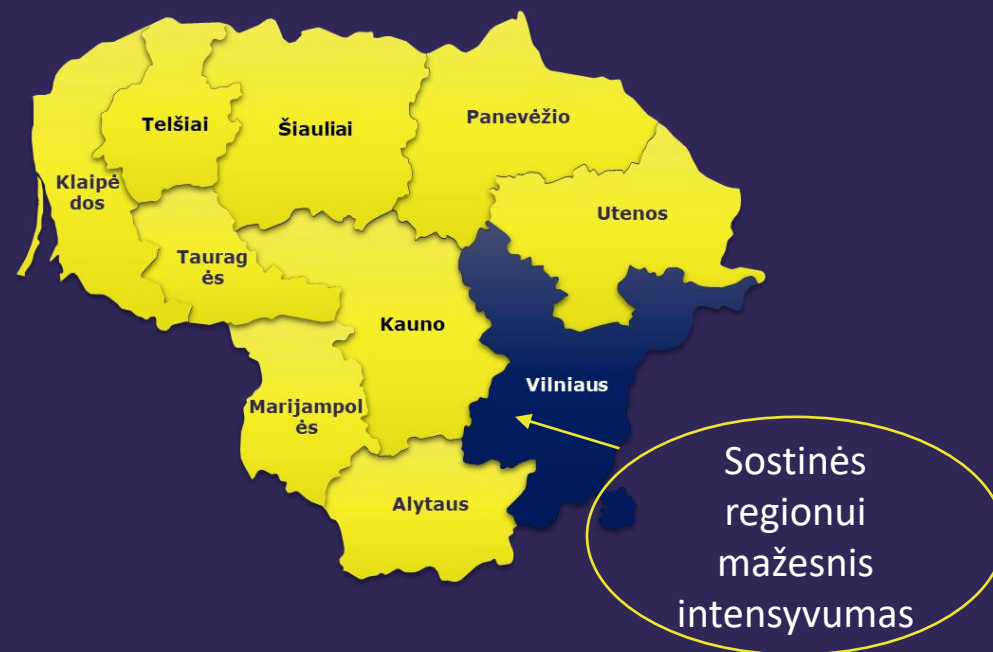 Telšiai
Šiauliai
Panevėžio
Klaipė
dos
Utenos
Taurag
ės
Kauno
Vilniaus
Marijampol
ės
Alytaus
Sostinės
regionui
mažesnis
intensyvumas